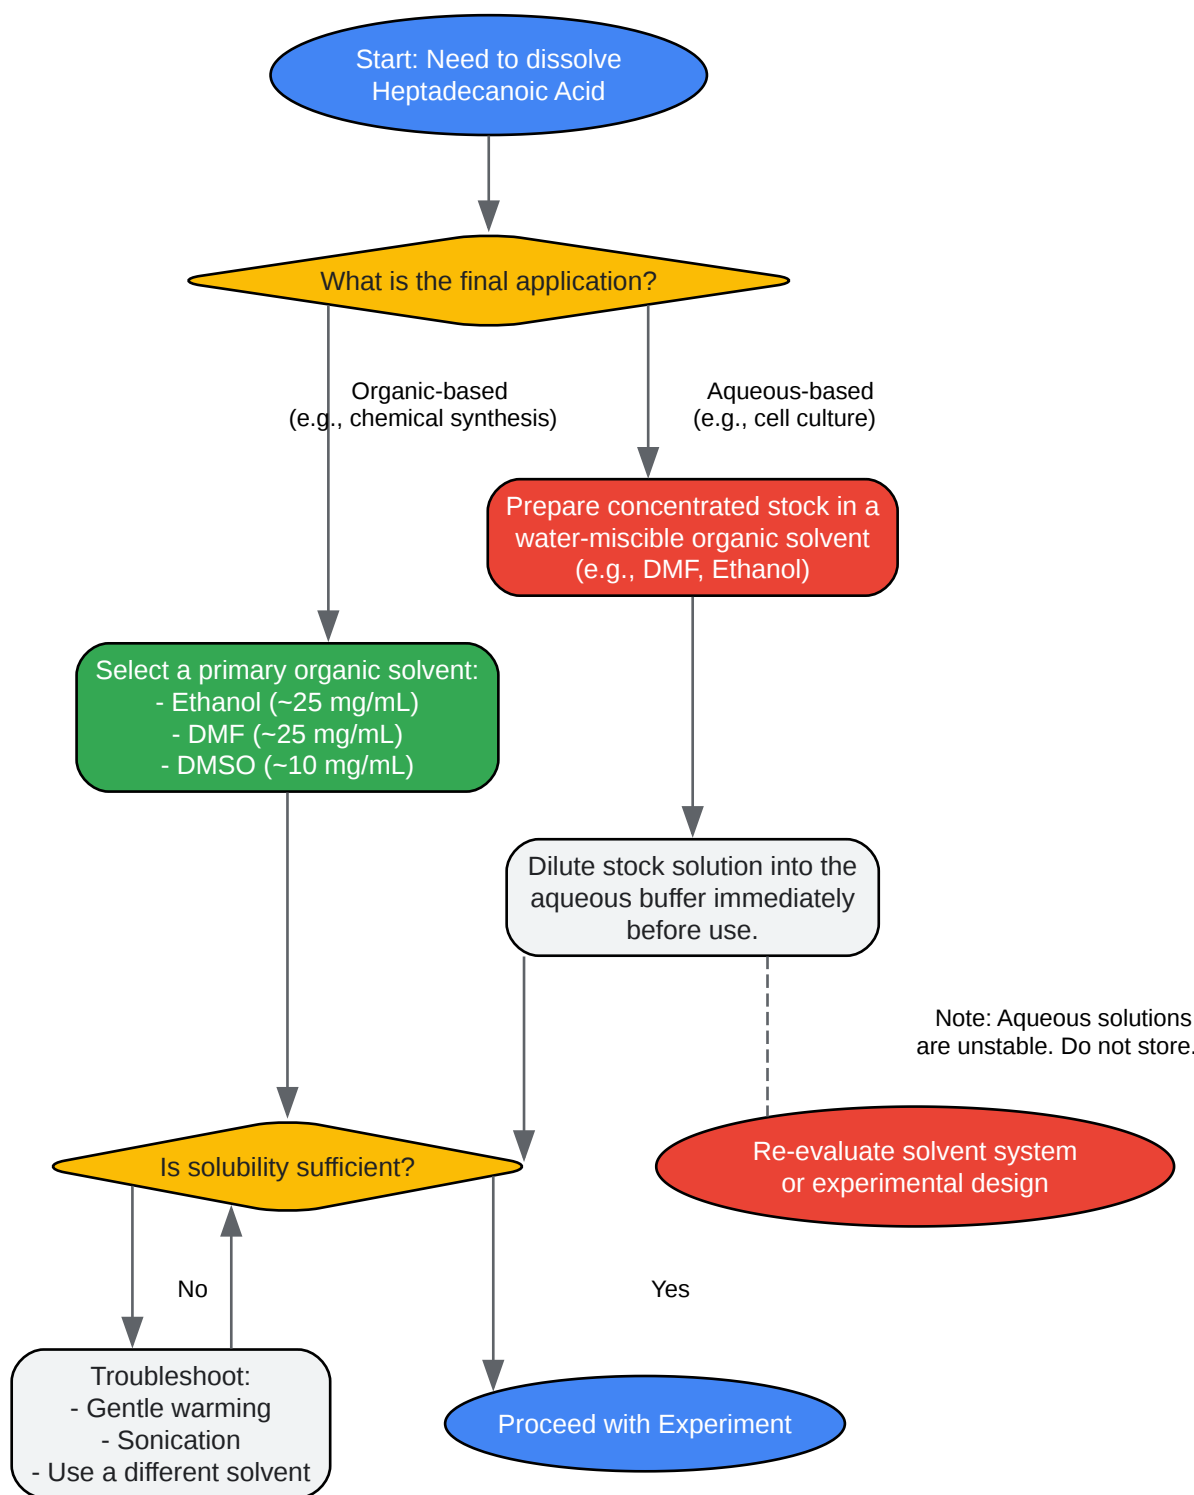 Start: Need to dissolve
Heptadecanoic Acid
What is the final application?
Organic-based
(e.g., chemical synthesis)
Aqueous-based
(e.g., cell culture)
Prepare concentrated stock in a
water-miscible organic solvent
(e.g., DMF, Ethanol)
Select a primary organic solvent:
- Ethanol (~25 mg/mL)
- DMF (~25 mg/mL)
- DMSO (~10 mg/mL)
Dilute stock solution into the
aqueous buffer immediately
before use.
Note: Aqueous solutions
are unstable. Do not store.
Is solubility sufficient?
Re-evaluate solvent system
or experimental design
No
Yes
Troubleshoot:
- Gentle warming
- Sonication
- Use a different solvent
Proceed with Experiment